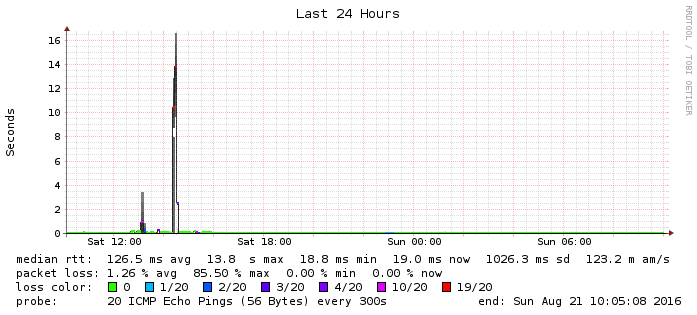 Last 24 Hours
RRDTOOL / TOBI OETIKER
Seconds
16
14
12
10
8
6
4
2
0
Sat 12:00 Sat 18:00 Sun 00:00 Sun 06:00
median rtt: 126.5 ms avg 13.8 s max 18.8 ms min 19.0 ms now 1026.3 ms sd 123.2 m am/s
packet loss: 1.26 % avg 85.50 % max 0.00 % min 0.00 % now
loss color: 0 1/20 2/20 3/20 4/20 10/20 19/20
probe: 20 ICMP Echo Pings (56 Bytes) every 300s end: Sun Aug 21 10:05:08 2016